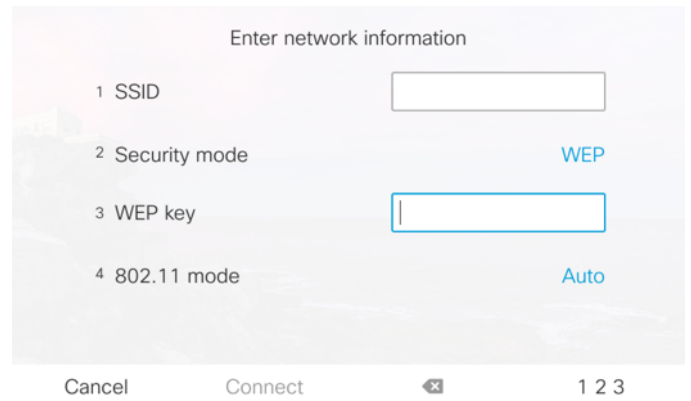 Enter network information
1 SSID
2 Security mode WEP
3 WEP key
4 802.11 mode Auto
Cancel Connect 1 2 3